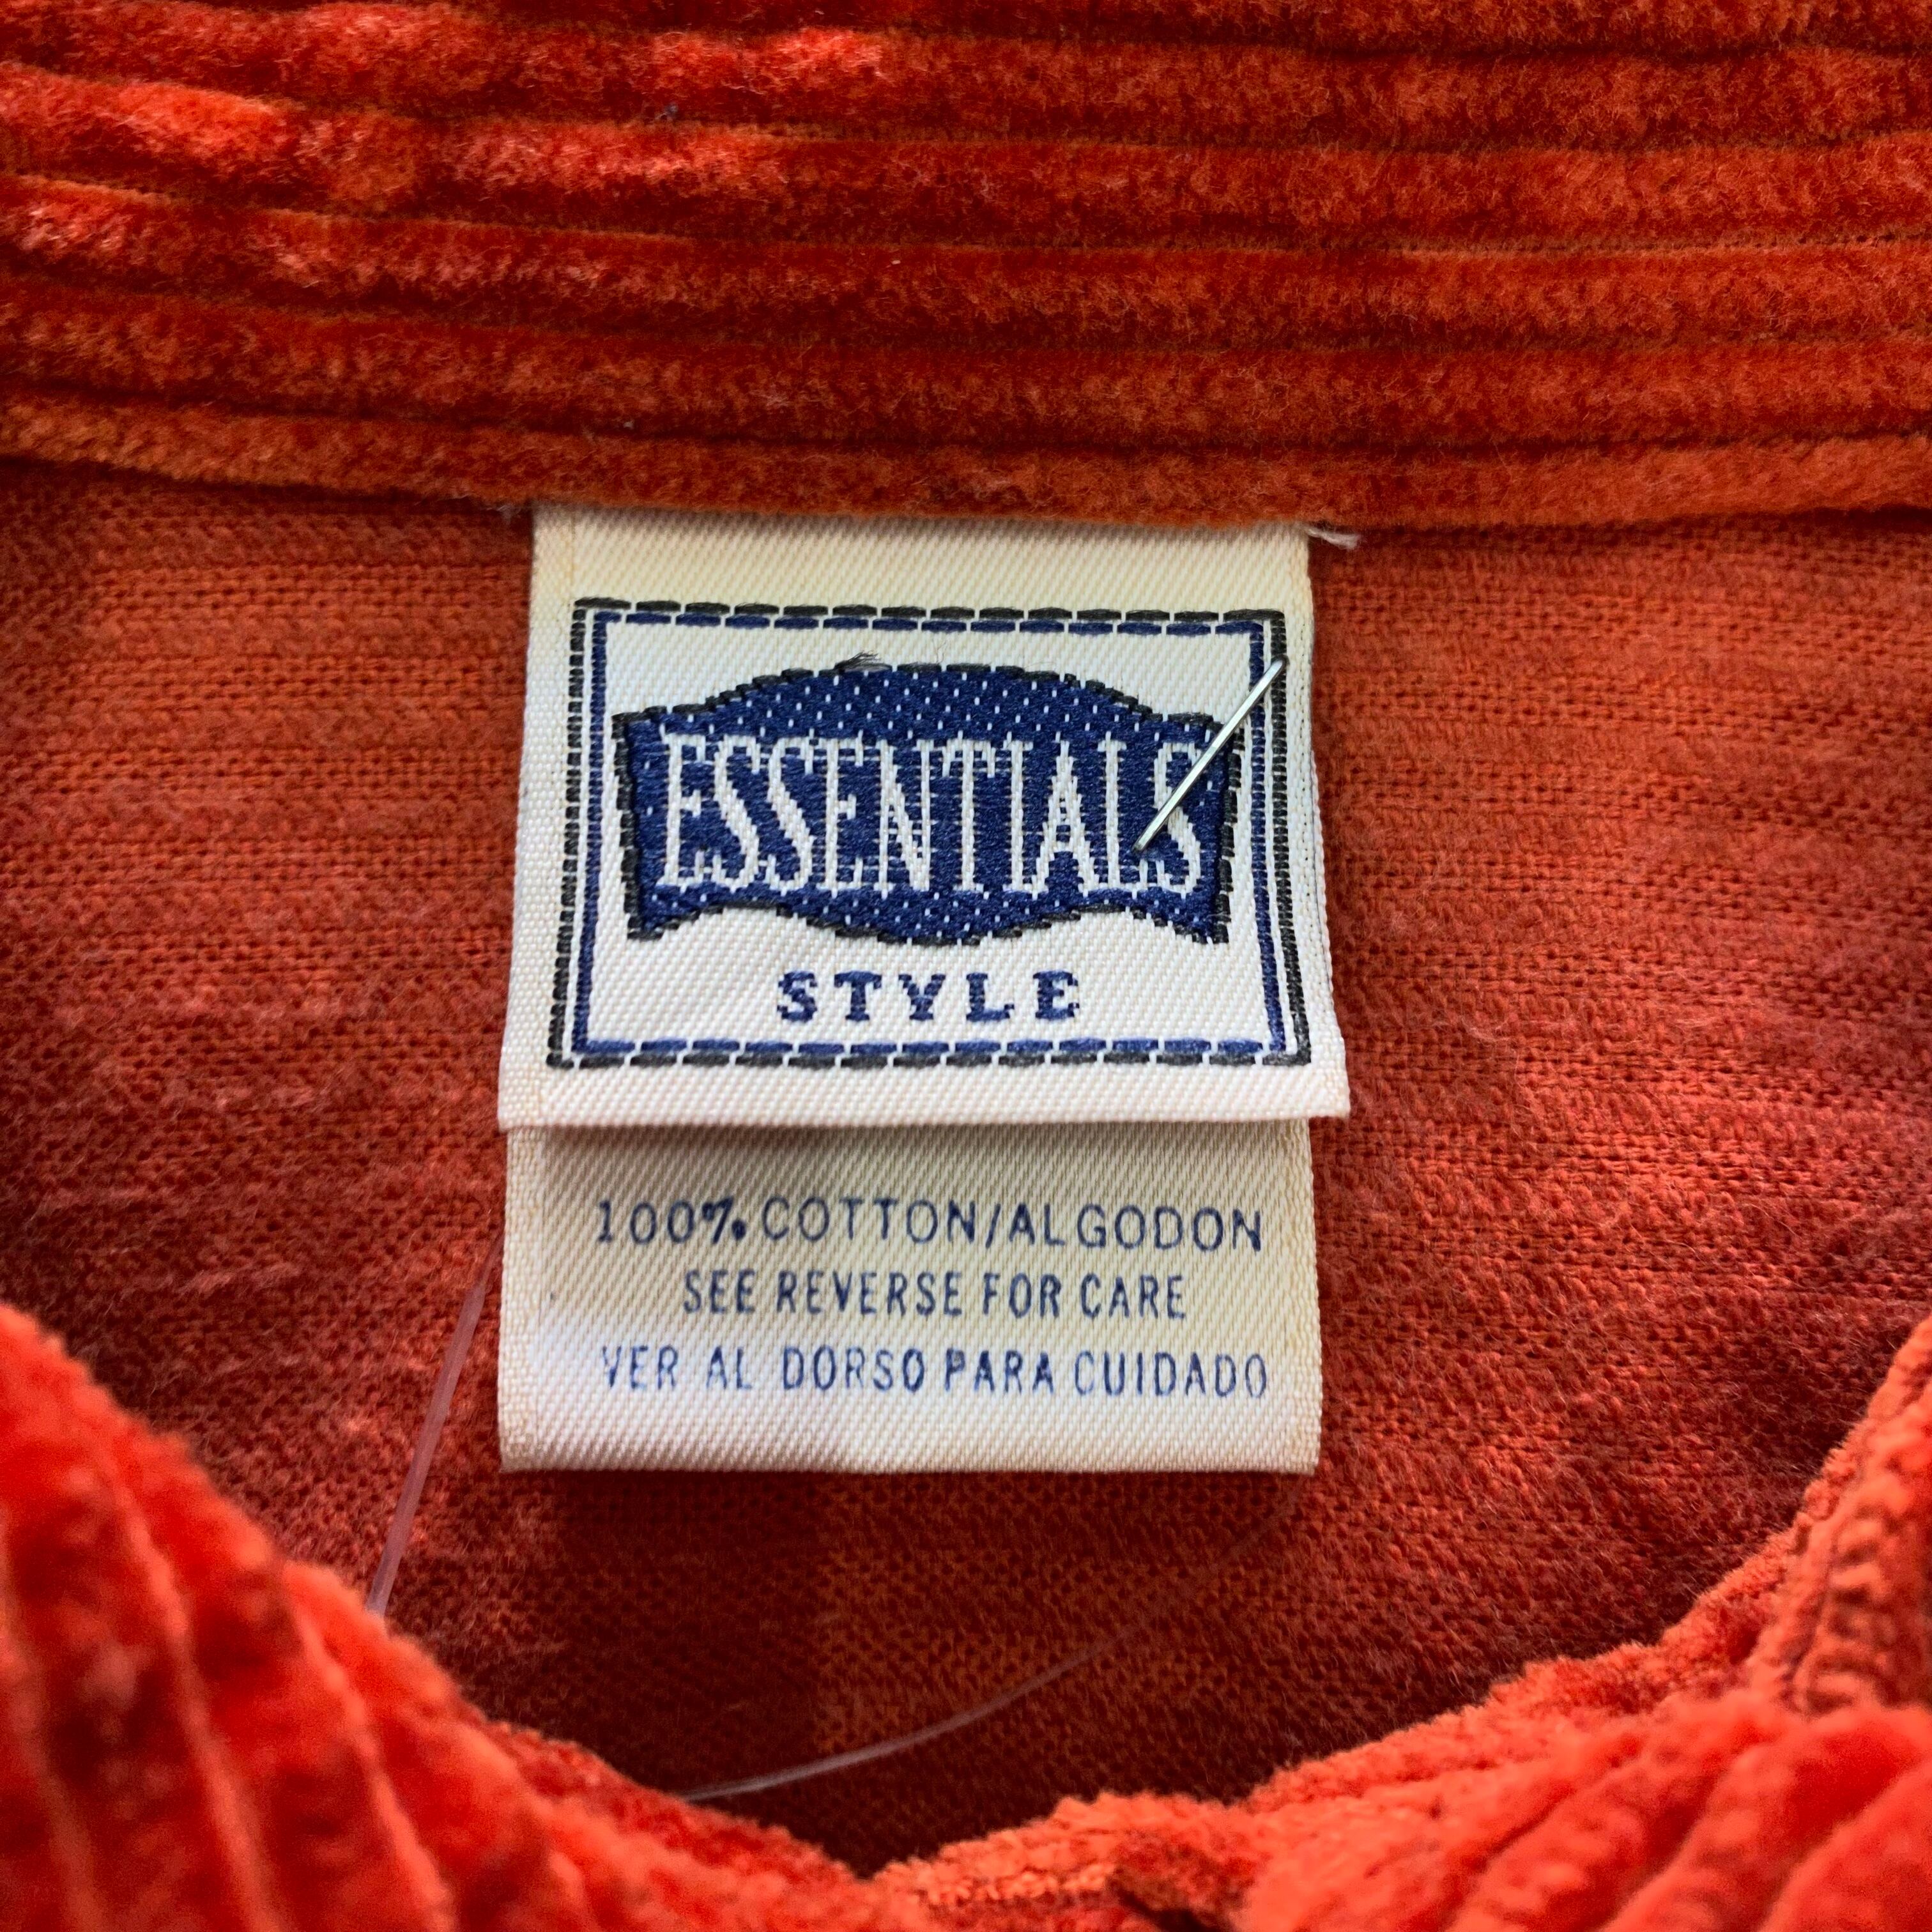 ESSENTIALS
STYLE
100% COTTON/ALGODON
SEE REVERSE FOR CARE
VER AL DORSO PARA CUIDADO